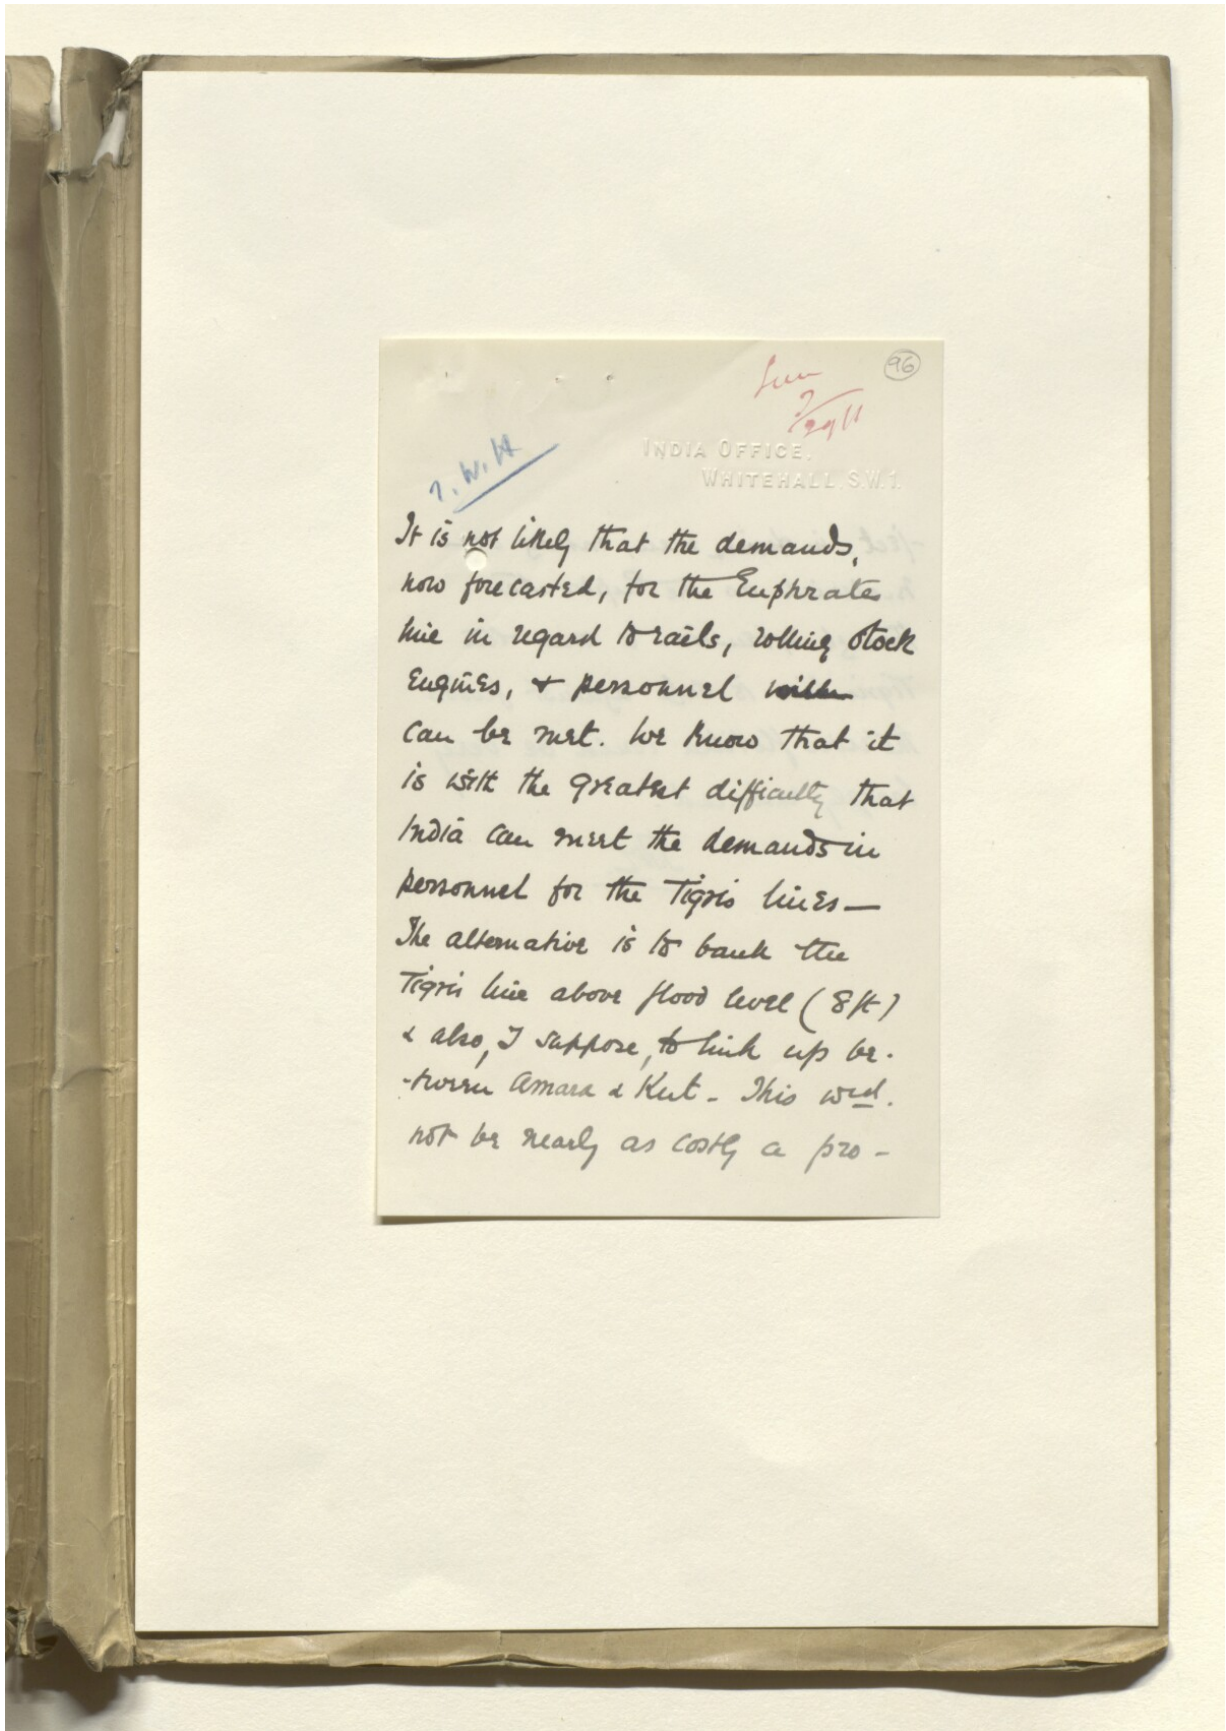 96
INDIA OFFICE,
WHITEHALL, S.W.1.
It is not likely that the demands,
now forecasted, for the Euphrates
line in regard to rails, rolling stock
Engines, & personnel will
can be met. We know that it
is with the greatest difficulty that
India can meet the demands in
personnel for the Tigris lines —
The alternative is to bank the
Tigris line above flood level (8ft)
& also, I suppose, to link up be-
-tween Amara & Kut - This wud.
not be nearly as costly a pro-